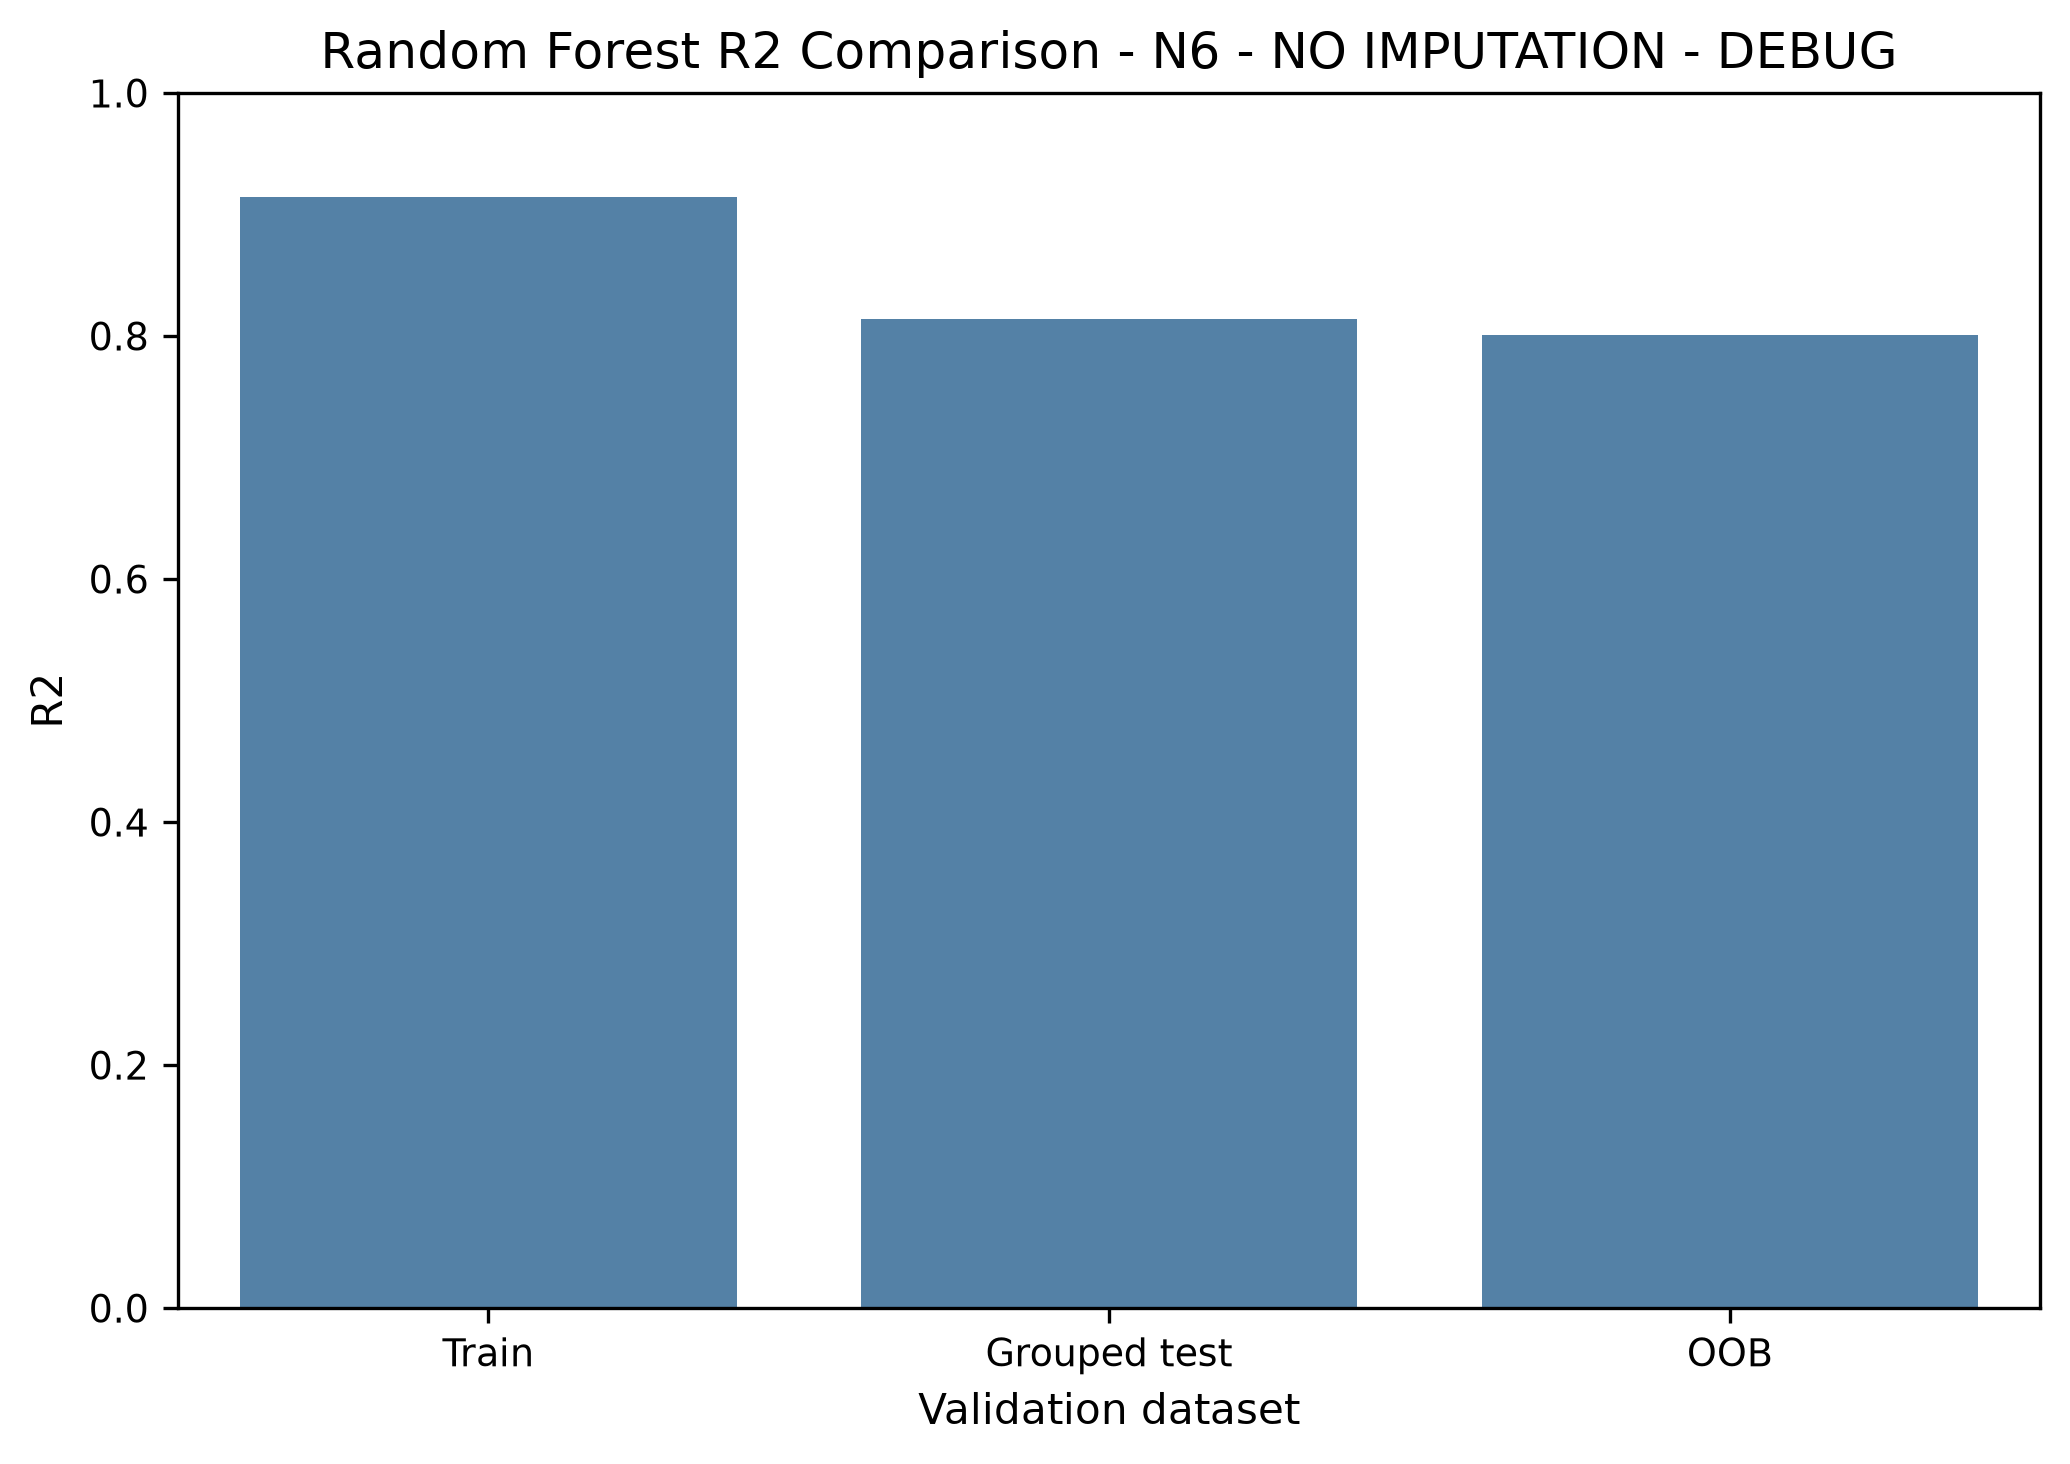 Random Forest R2 Comparison - N6 - NO IMPUTATION - DEBUG
1.0
0.8
0.6
0.4
0.2
0.0
R2
Train
Grouped test
OOB
Validation dataset